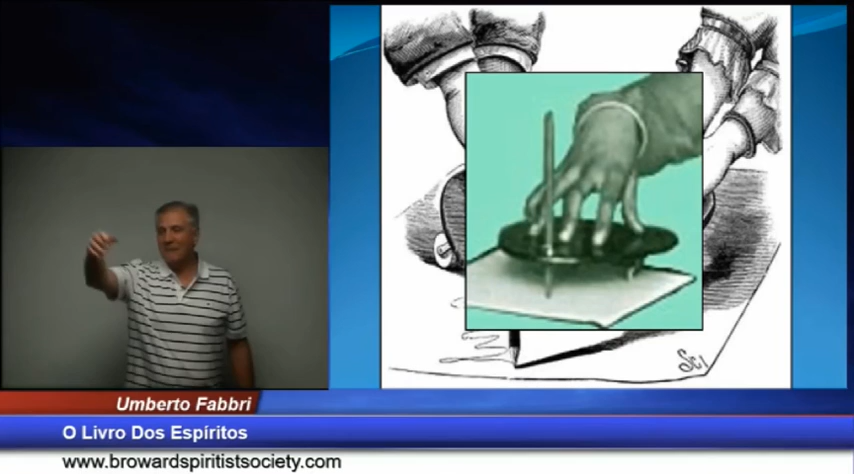 Umberto Fabbri
O Livro Dos Espíritos
www.browardspiritistsociety.com